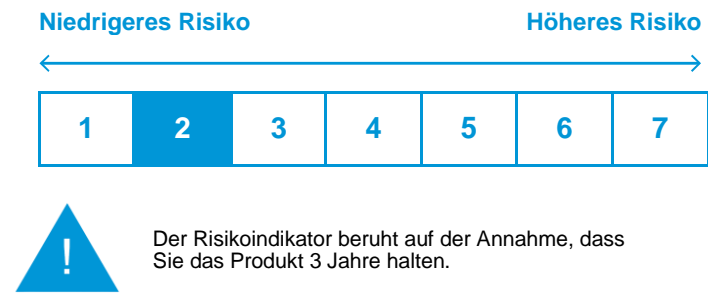 Niedrigeres Risiko Höheres Risiko
1 2 3 4 5 6 7
!
Der Risikoindikator beruht auf der Annahme, dass
Sie das Produkt 3 Jahre halten.